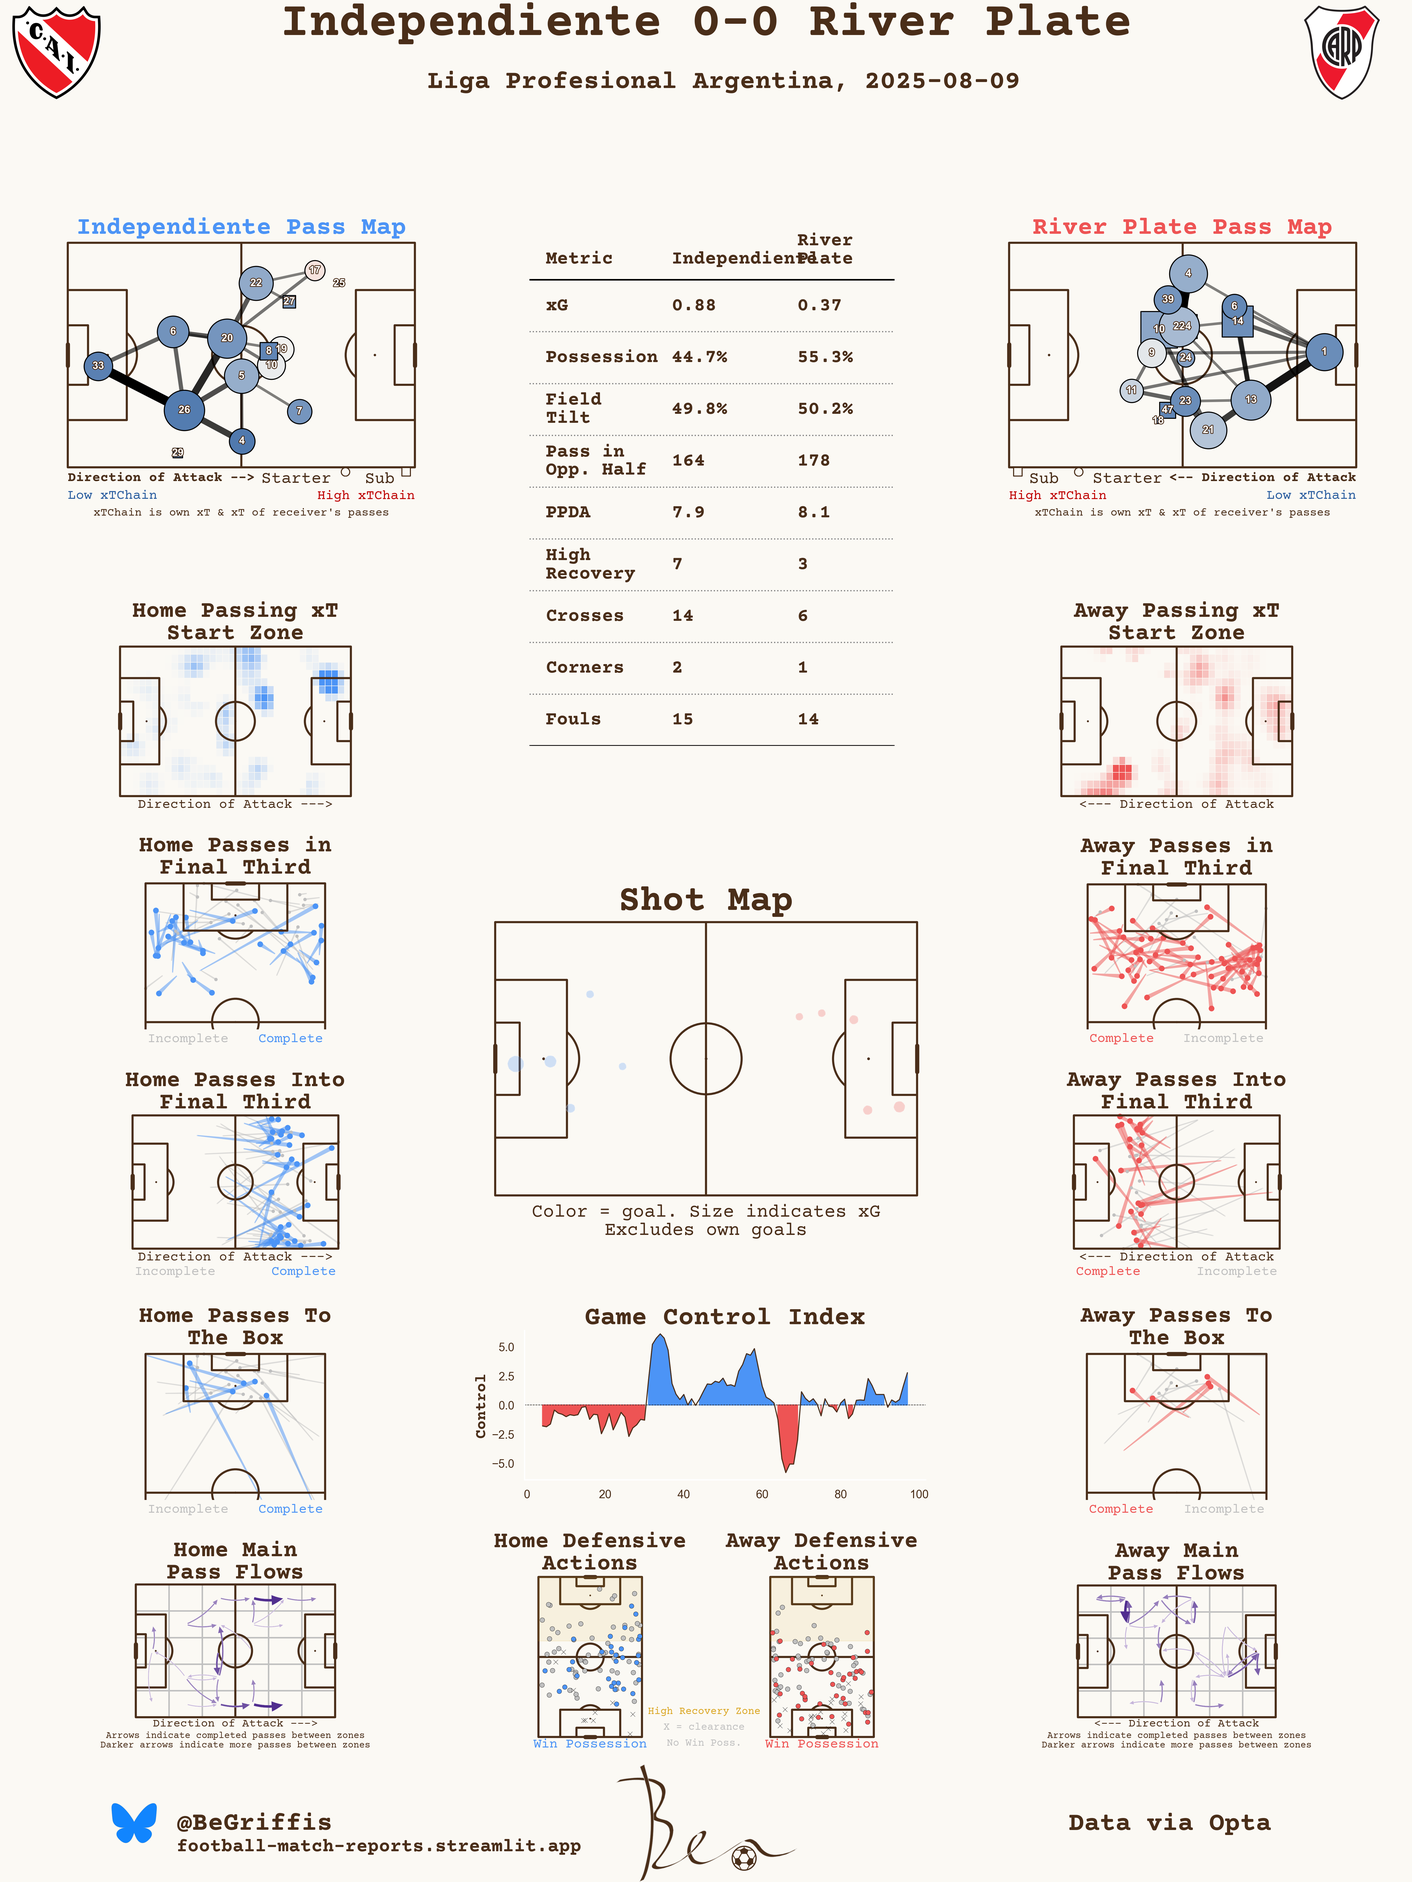 Independiente 0-0 River Plate
Liga Profesional Argentina, 2025-08-09
C.A.I.
CARP
Independiente Pass Map
33
6
26
20
22
17
25
27
8
19
10
5
7
4
29
Direction of Attack --> Starter Sub
Low xTChain High xTChain
xTChain is own xT & xT of receiver's passes
Metric Independiente River Plate
xG 0.88 0.37
Possession 44.7% 55.3%
Field Tilt 49.8% 50.2%
Pass in Opp. Half 164 178
PPDA 7.9 8.1
High Recovery 7 3
Crosses 14 6
Corners 2 1
Fouls 15 14
River Plate Pass Map
4
39
10
224
6
14
9
24
1
11
23
47
18
13
21
Sub Starter <-- Direction of Attack
High xTChain Low xTChain
xTChain is own xT & xT of receiver's passes
Home Passing xT
Start Zone
Direction of Attack --->
Away Passing xT
Start Zone
<--- Direction of Attack
Home Passes in
Final Third
Incomplete Complete
Away Passes in
Final Third
Complete Incomplete
Shot Map
Color = goal. Size indicates xG
Excludes own goals
Home Passes Into
Final Third
Direction of Attack --->
Incomplete Complete
Away Passes Into
Final Third
<--- Direction of Attack
Complete Incomplete
Home Passes To
The Box
Incomplete Complete
Game Control Index
Control
5.0
2.5
0.0
−2.5
−5.0
0 20 40 60 80 100
Away Passes To
The Box
Complete Incomplete
Home Main
Pass Flows
Direction of Attack --->
Arrows indicate completed passes between zones
Darker arrows indicate more passes between zones
Home Defensive
Actions
Win Possession
High Recovery Zone
X = clearance
No Win Poss.
Away Defensive
Actions
Win Possession
Away Main
Pass Flows
<--- Direction of Attack
Arrows indicate completed passes between zones
Darker arrows indicate more passes between zones
@BeGriffis
football-match-reports.streamlit.app
Ben
Data via Opta